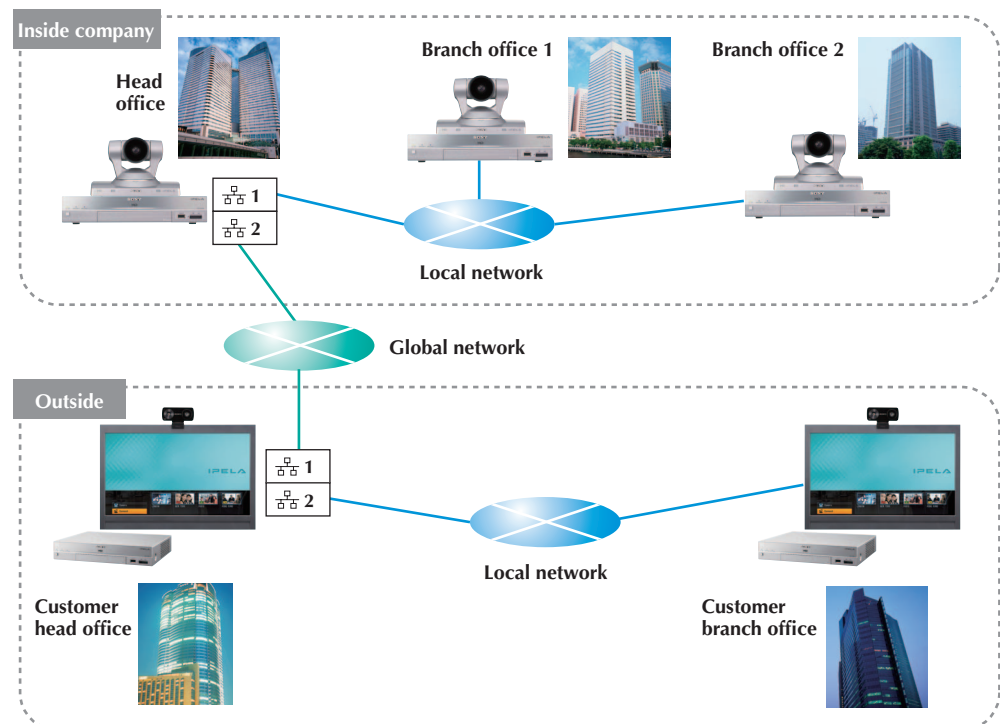 Inside company
Head
office
Branch office 1
Branch office 2
1
2
Local network
Global network
Outside
IPELA
1
2
IPELA
Local network
Customer
head office
Customer
branch office